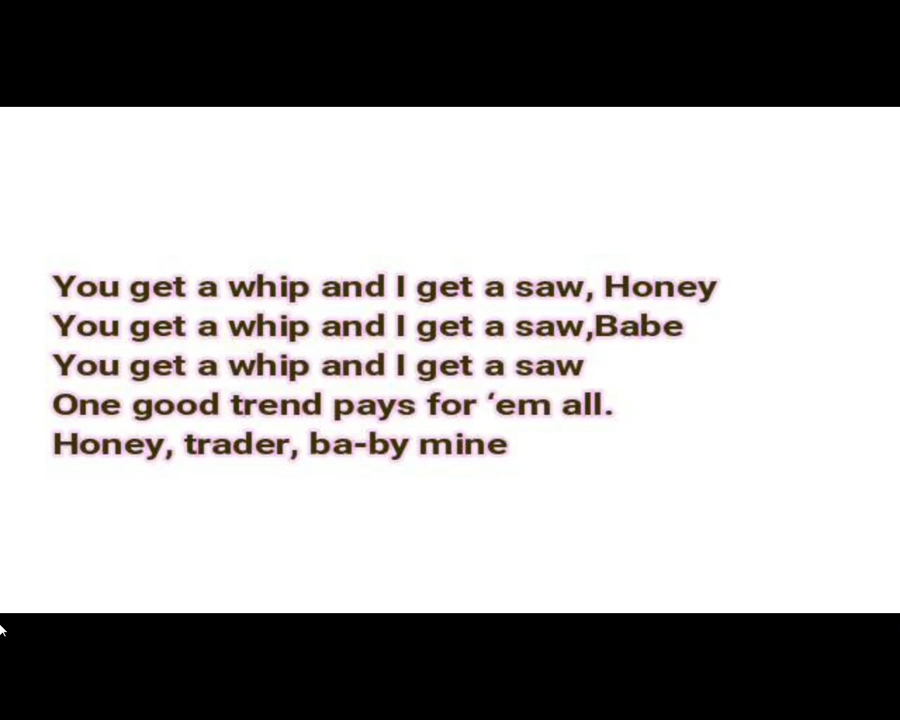 You get a whip and I get a saw, Honey
You get a whip and I get a saw,Babe
You get a whip and I get a saw
One good trend pays for ‘em all.
Honey, trader, ba-by mine